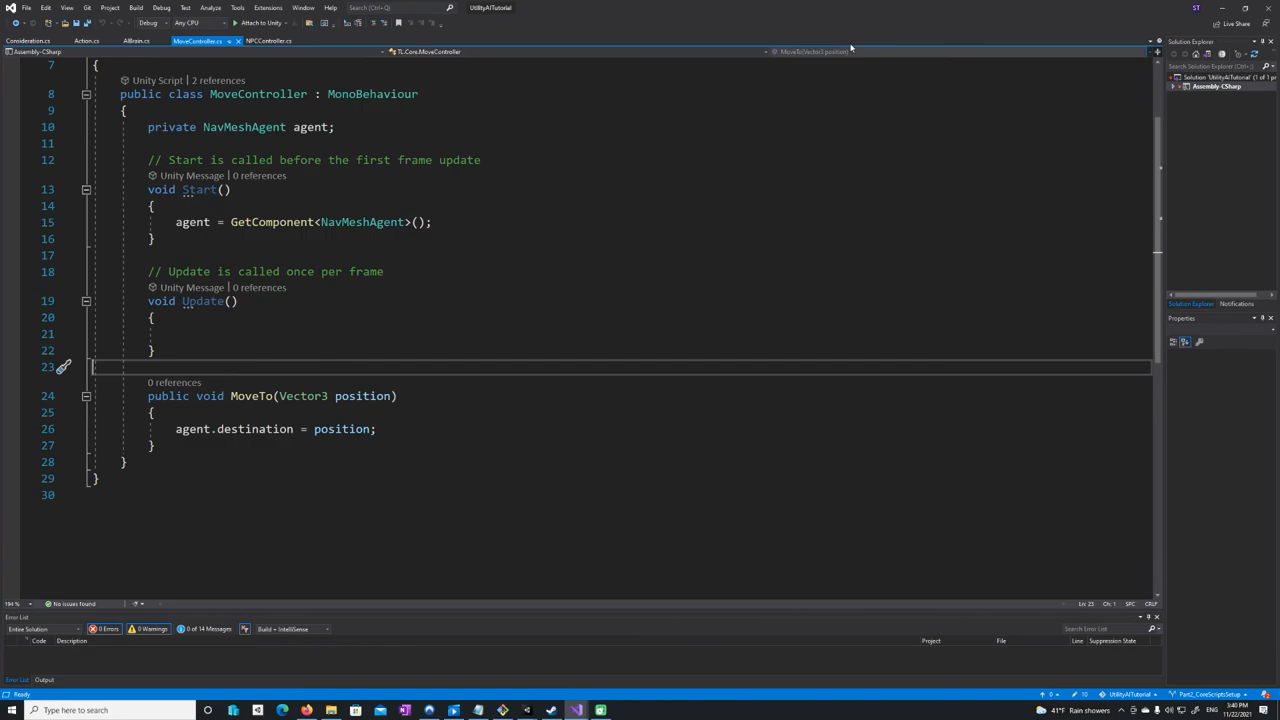 File Edit View Git Project Build Debug Test Analyze Tools Extensions Window Help Search (Ctrl+Q) UtilityAITutorial ST
Debug Any CPU Attach to Unity Live Share
Consideration.cs Action.cs AIBrain.cs MoveController.cs NPCController.cs
Assembly-CSharp TL.Core.MoveController MoveTo(Vector3 position)
Solution Explorer
Search Solution Explorer (Ctrl+;)
Solution 'UtilityAITutorial' (1 of 1 p
Assembly-CSharp
Solution Explorer Notifications
Properties
7 {
Unity Script | 2 references
8 public class MoveController : MonoBehaviour
9 {
10 private NavMeshAgent agent;
11
12 // Start is called before the first frame update
Unity Message | 0 references
13 void Start()
14 {
15 agent = GetComponent<NavMeshAgent>();
16 }
17
18 // Update is called once per frame
Unity Message | 0 references
19 void Update()
20 {
21
22 }
23
0 references
24 public void MoveTo(Vector3 position)
25 {
26 agent.destination = position;
27 }
28 }
29 }
30
194 % No issues found Ln: 23 Ch: 1 SPC CRLF
Error List
Entire Solution 0 Errors 0 Warnings 0 of 14 Messages Build + IntelliSense Search Error List
Code Description Project File Line Suppression State
Error List Output
Ready 0 10 UtilityAITutorial Part2_CoreScriptsSetup
Type here to search 41°F Rain showers ENG 3:40 PM
11/22/2021